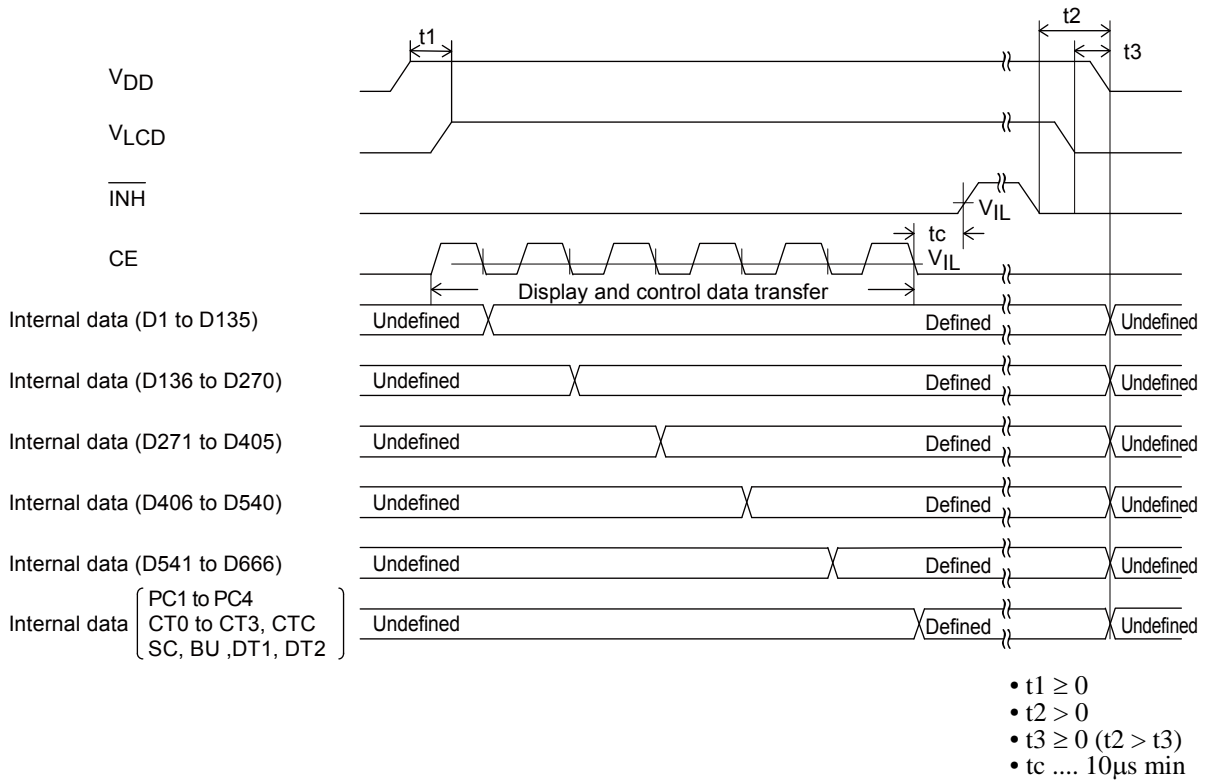 t2
t1
t3
VDD
VLCD
INH
VIL
tc
CE
VIL
Display and control data transfer
Internal data (D1 to D135)
Undefined
Defined
Undefined
Internal data (D136 to D270)
Undefined
Defined
Undefined
Internal data (D271 to D405)
Undefined
Defined
Undefined
Internal data (D406 to D540)
Undefined
Defined
Undefined
Internal data (D541 to D666)
Undefined
Defined
Undefined
Internal data
PC1 to PC4
CT0 to CT3, CTC
SC, BU ,DT1, DT2
Undefined
Defined
Undefined
• t1 ≥ 0
• t2 > 0
• t3 ≥ 0 (t2 > t3)
• tc .... 10μs min